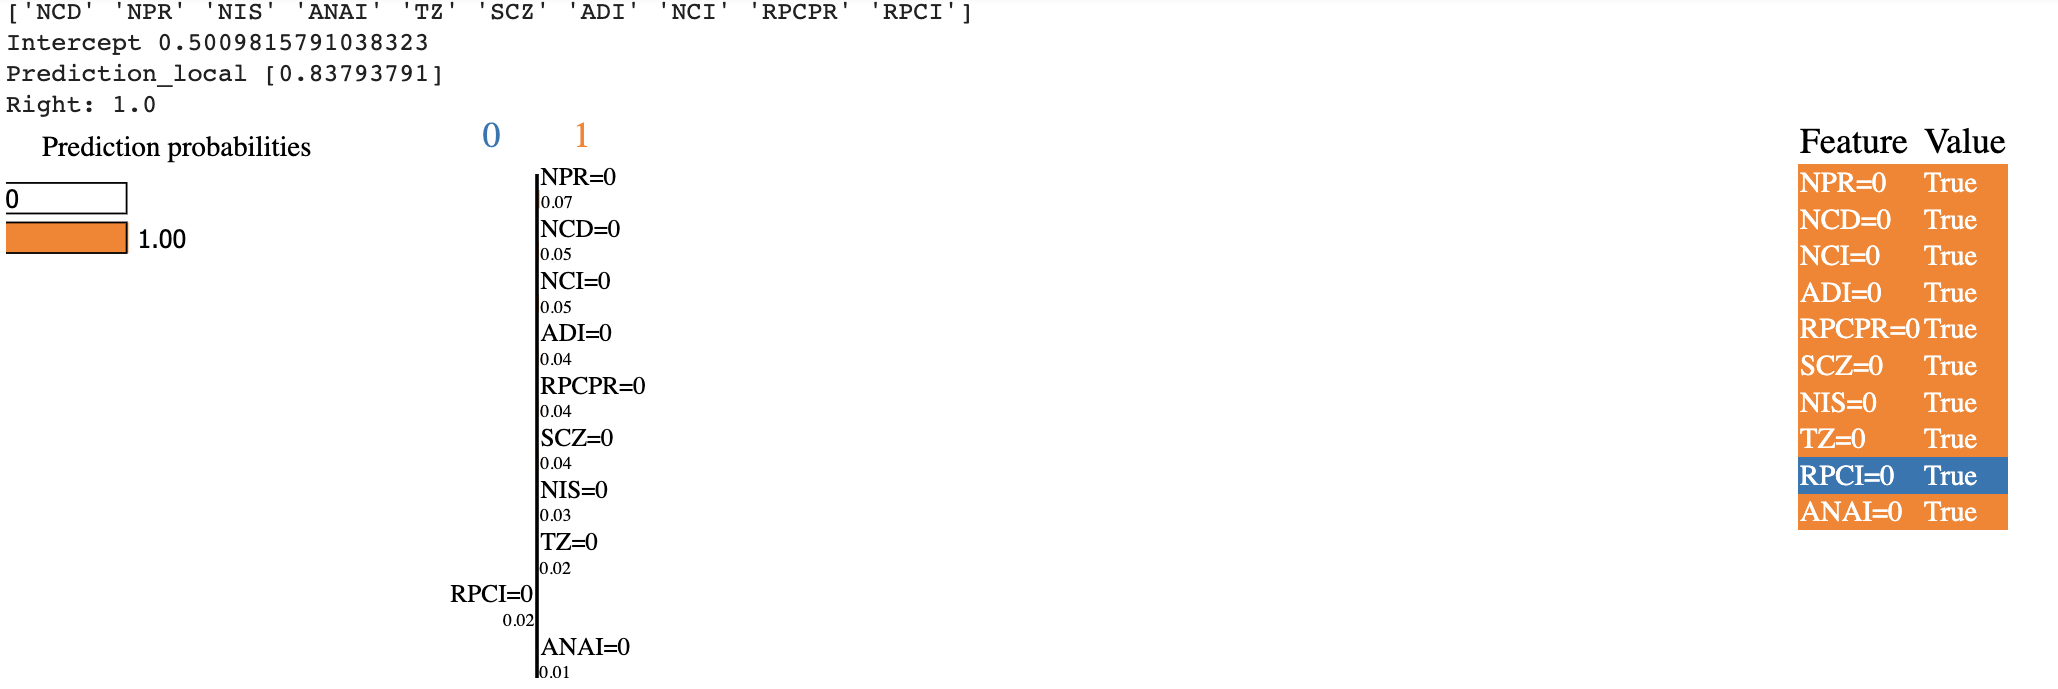 ['NCD' 'NPR' 'NIS' 'ANAI' 'TZ' 'SCZ' 'ADI' 'NCI' 'RPCPR' 'RPCI']
Intercept 0.5009815791038323
Prediction_local [0.83793791]
Right: 1.0
Prediction probabilities
0
1.00
0 1
NPR=0
0.07
NCD=0
0.05
NCI=0
0.05
ADI=0
0.04
RPCPR=0
0.04
SCZ=0
0.04
NIS=0
0.03
TZ=0
0.02
RPCI=0
0.02
ANAI=0
0.01
Feature Value
NPR=0 True
NCD=0 True
NCI=0 True
ADI=0 True
RPCPR=0 True
SCZ=0 True
NIS=0 True
TZ=0 True
RPCI=0 True
ANAI=0 True